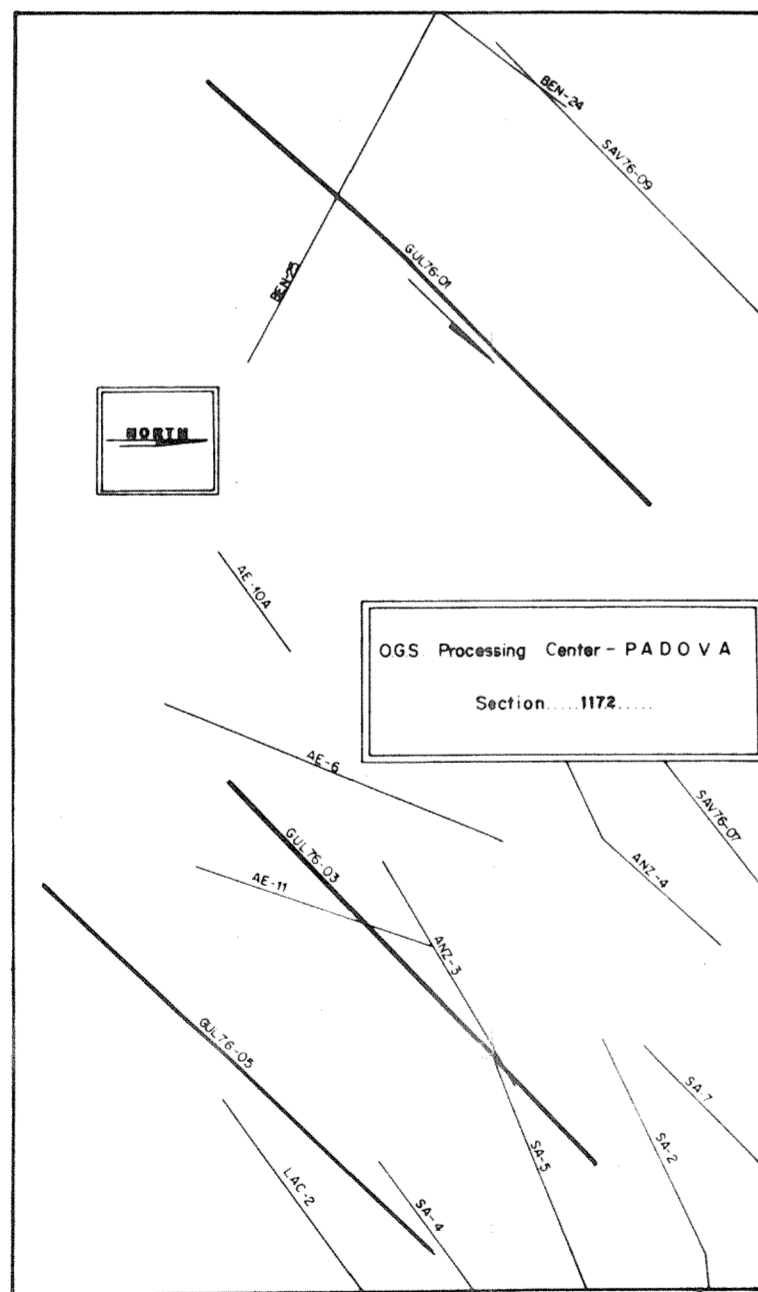 BEN-24
SAV76-09
GUL76-01
BEN-25
NORTH
AE-10A
O.G.S. Processing Center - PADOVA
Section.....1172.....
AE-6
SAV76-07
GUL76-03
ANZ-4
AE-11
ANZ-3
GUL76-05
SA-7
SA-2
SA-5
LAC-2
SA-4